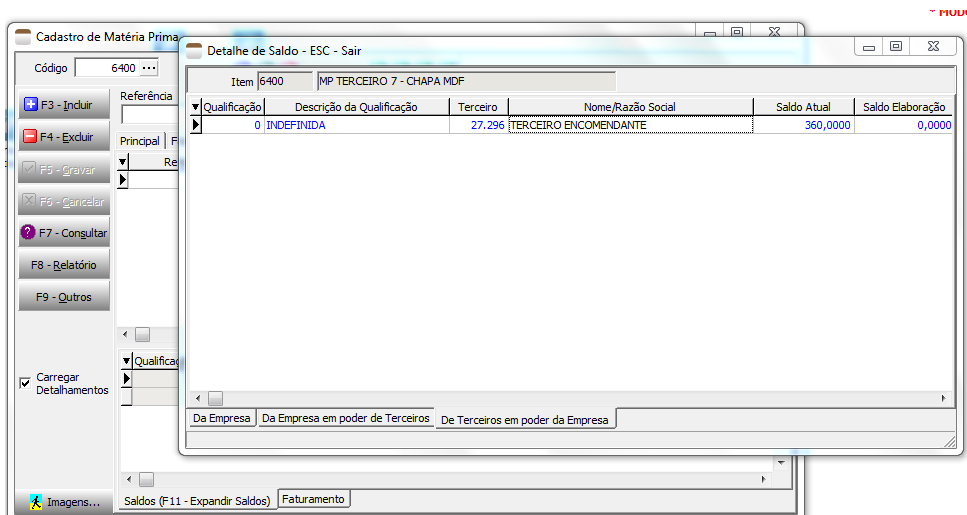 * MÓDU
Cadastro de Matéria Prima
Código 6400 ...
F3 - Incluir
F4 - Excluir
F5 - Gravar
F6 - Cancelar
F7 - Consultar
F8 - Relatório
F9 - Outros
Carregar
Detalhamentos
Imagens...
Referência
Principal F
Re
Qualificaç
Saldos (F11 - Expandir Saldos) Faturamento
Detalhe de Saldo - ESC - Sair
Item 6400 MP TERCEIRO 7 - CHAPA MDF
Qualificação Descrição da Qualificação Terceiro Nome/Razão Social Saldo Atual Saldo Elaboração
0 INDEFINIDA 27.296 TERCEIRO ENCOMENDANTE 360,0000 0,0000
Da Empresa Da Empresa em poder de Terceiros De Terceiros em poder da Empresa